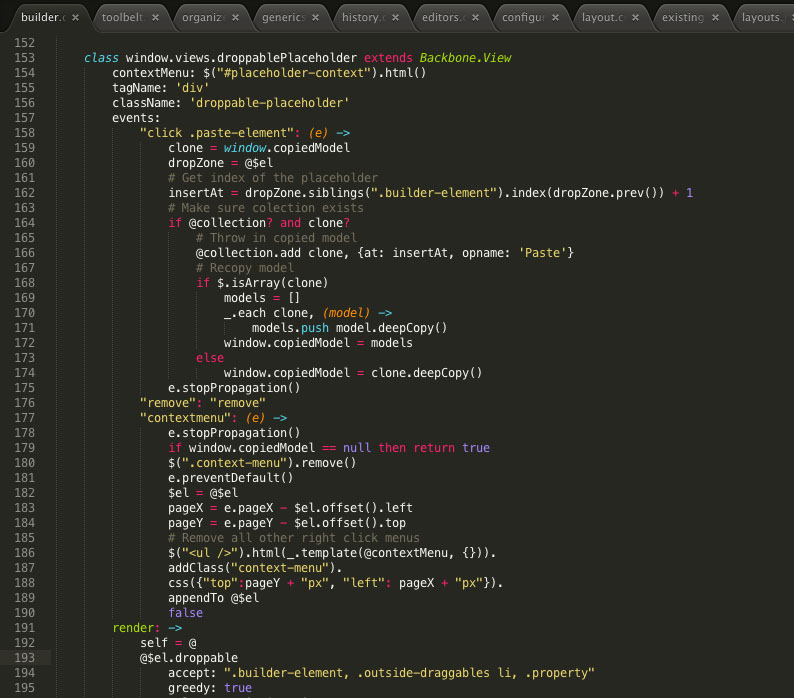 builder.c × toolbelt. × organize × generics × history.c × editors.c × configur × layout.c × existing × layouts.
152
153 class window.views.droppablePlaceholder extends Backbone.View
154 contextMenu: $("#placeholder-context").html()
155 tagName: 'div'
156 className: 'droppable-placeholder'
157 events:
158 "click .paste-element": (e) ->
159 clone = window.copiedModel
160 dropZone = @$el
161 # Get index of the placeholder
162 insertAt = dropZone.siblings(".builder-element").index(dropZone.prev()) + 1
163 # Make sure colection exists
164 if @collection? and clone?
165 # Throw in copied model
166 @collection.add clone, {at: insertAt, opname: 'Paste'}
167 # Recopy model
168 if $.isArray(clone)
169 models = []
170 _.each clone, (model) ->
171 models.push model.deepCopy()
172 window.copiedModel = models
173 else
174 window.copiedModel = clone.deepCopy()
175 e.stopPropagation()
176 "remove": "remove"
177 "contextmenu": (e) ->
178 e.stopPropagation()
179 if window.copiedModel == null then return true
180 $(".context-menu").remove()
181 e.preventDefault()
182 $el = @$el
183 pageX = e.pageX - $el.offset().left
184 pageY = e.pageY - $el.offset().top
185 # Remove all other right click menus
186 $("<ul />").html(_.template(@contextMenu, {})).
187 addClass("context-menu").
188 css({"top":pageY + "px", "left": pageX + "px"}).
189 appendTo @$el
190 false
191 render: ->
192 self = @
193 @$el.droppable
194 accept: ".builder-element, .outside-draggables li, .property"
195 greedy: true